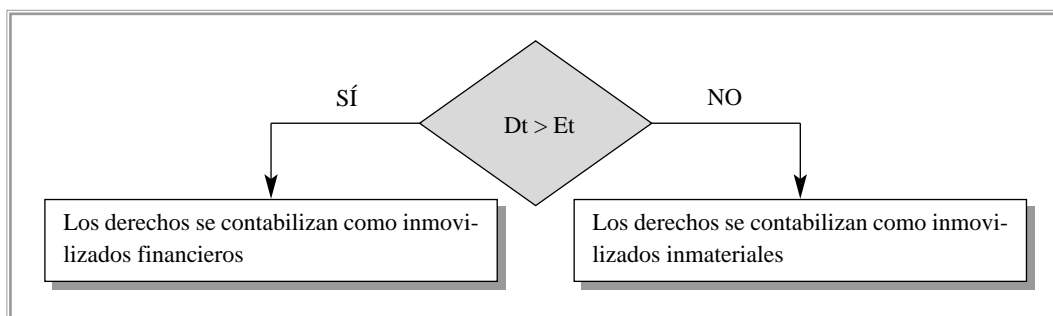 SÍ
NO
Dt > Et
Los derechos se contabilizan como inmovi-
lizados financieros
Los derechos se contabilizan como inmovi-
lizados inmateriales